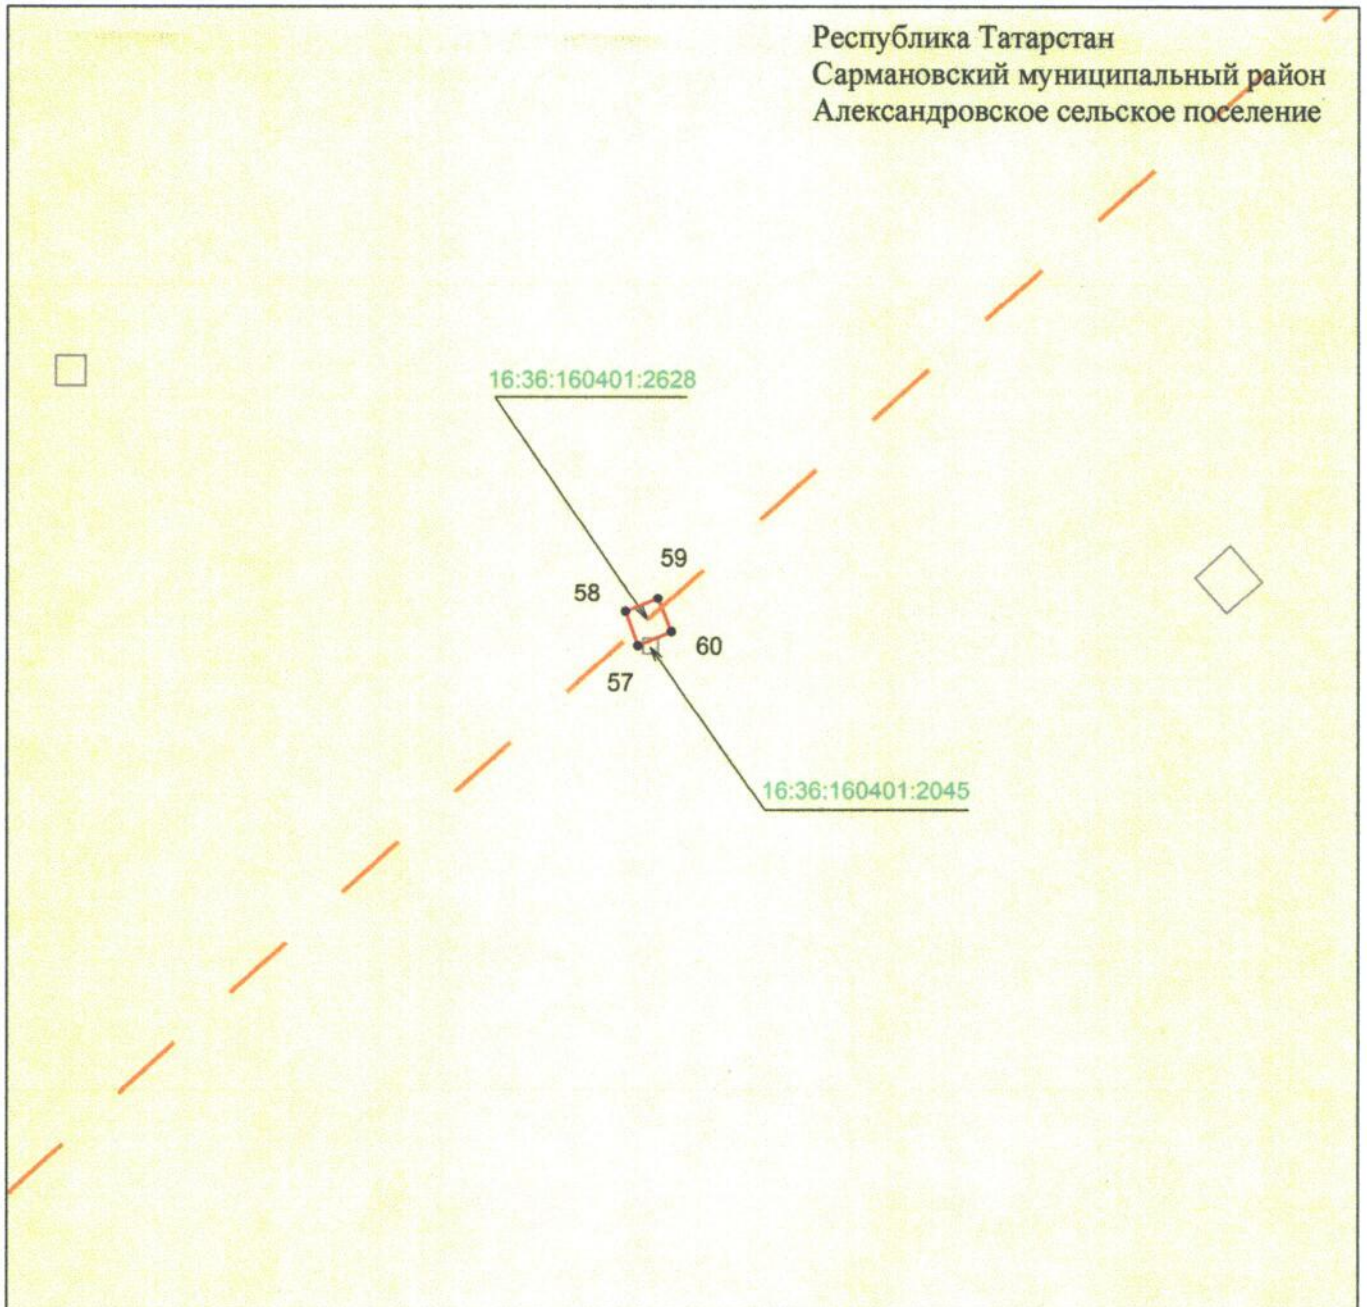 Республика Татарстан
Сармановский муниципальный район
Александровское сельское поселение
16:36:160401:2628
59
58
60
57
16:36:160401:2045